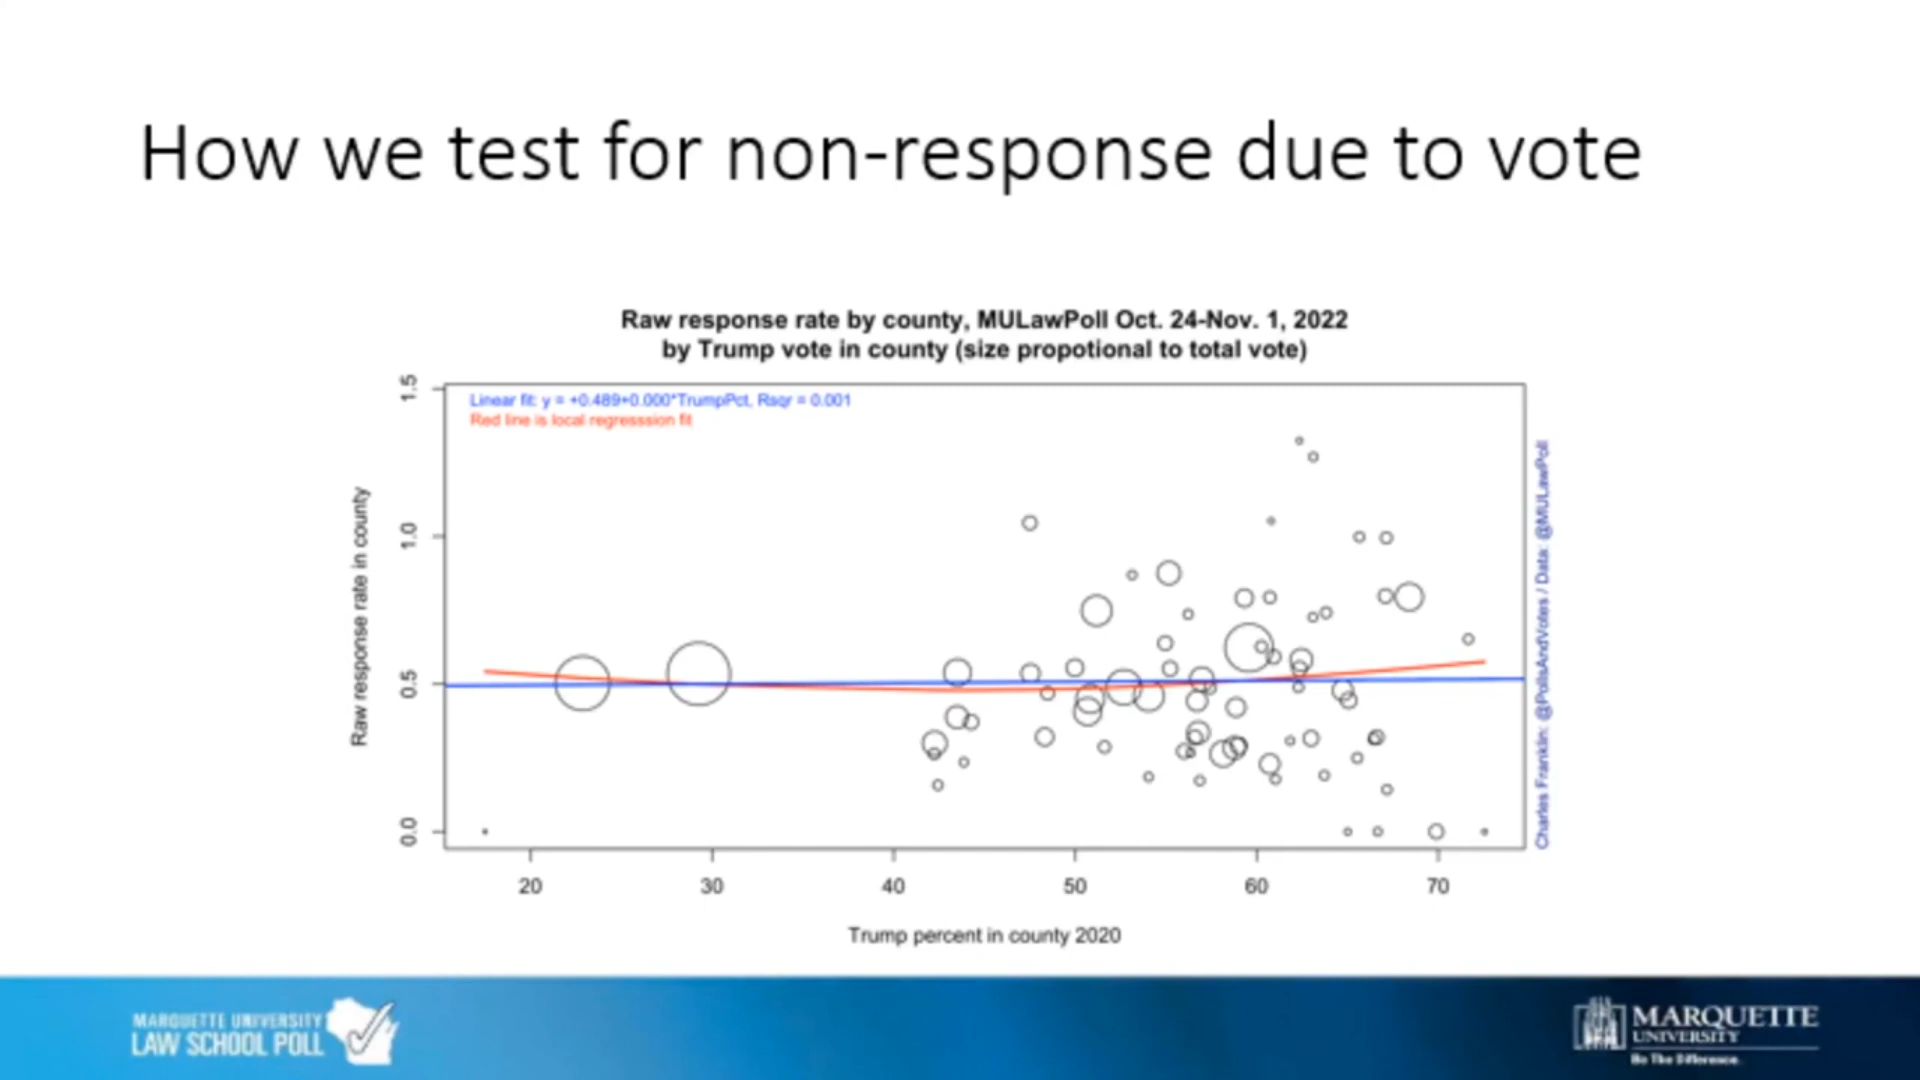 How we test for non-response due to vote
Raw response rate by county, MULawPoll Oct. 24-Nov. 1, 2022
by Trump vote in county (size propotional to total vote)
Linear fit: y = +0.489+0.000*TrumpPct, Rsqr = 0.001
Red line is local regresssion fit
Raw response rate in county
1.5
1.0
0.5
0.0
20 30 40 50 60 70
Trump percent in county 2020
Charles Franklin: @PollsAndVotes / Data: @MULawPoll
MARQUETTE UNIVERSITY
LAW SCHOOL POLL
MARQUETTE
UNIVERSITY
Be The Difference.